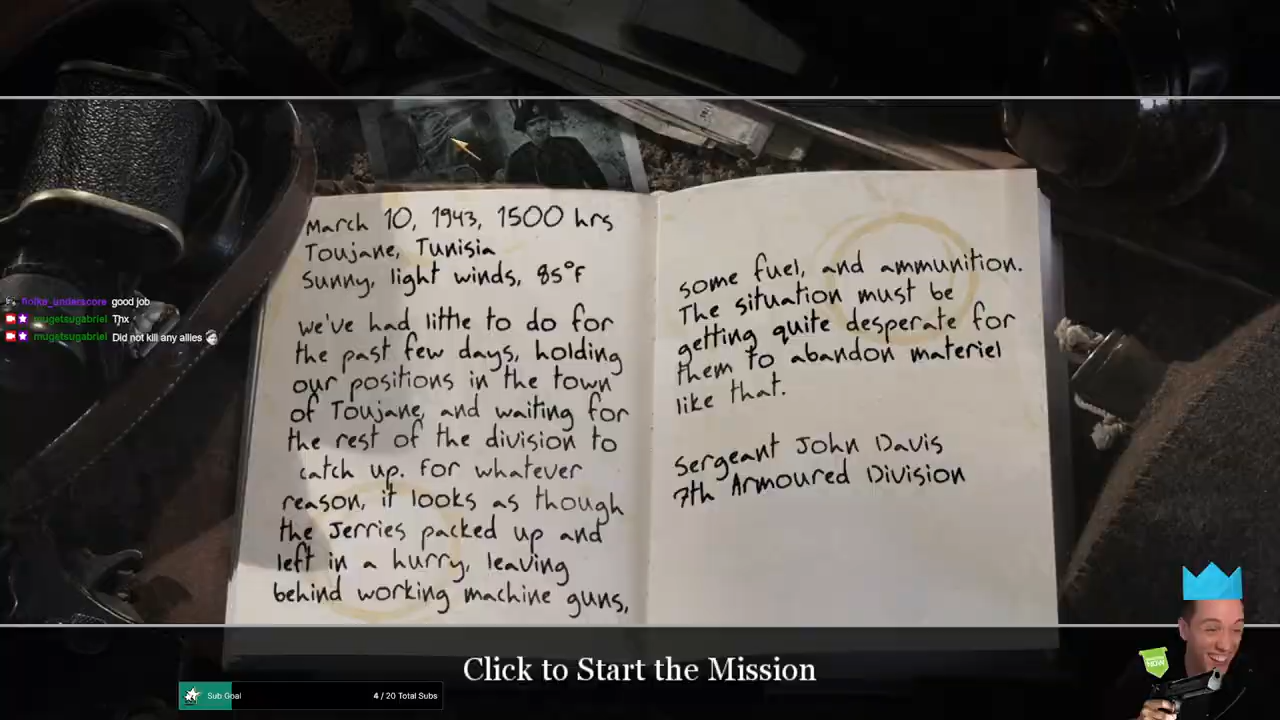 March 10, 1943, 1500 hrs
Toujane, Tunisia
Sunny, light winds, 85°F
we've had little to do for
the past few days, holding
our positions in the town
of Toujane, and waiting for
the rest of the division to
catch up. For whatever
reason, it looks as though
the Jerries packed up and
left in a hurry, leaving
behind working machine guns,
some fuel, and ammunition.
The situation must be
getting quite desperate for
them to abandon materiel
like that.
Sergeant John Davis
7th Armoured Division
good job
mugetsugabriel Thx
mugetsugabriel Did not kill any allies
Click to Start the Mission
Sub Goal
4 / 20 Total Subs
NOW